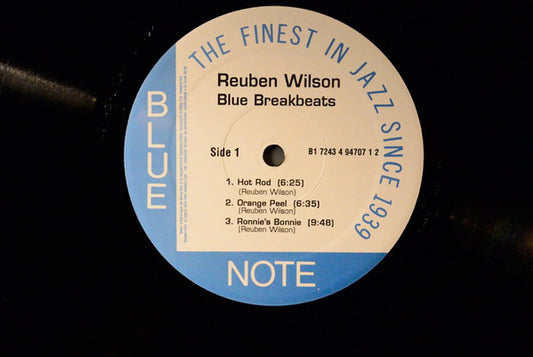 THE FINEST IN JAZZ SINCE 1939
Reuben Wilson
Blue Breakbeats
BLUE
Side 1
B1 7243 4 94707 1 2
1. Hot Rod (6:25)
(Reuben Wilson)
2. Orange Peel (6:35)
(Reuben Wilson)
3. Ronnie's Bonnie (9:48)
(Reuben Wilson)
NOTE